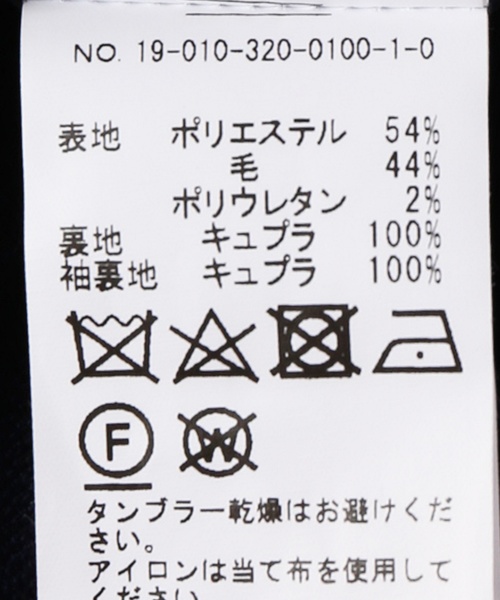 NO. 19-010-320-0100-1-0
表地 ポリエステル 54%
毛 44%
ポリウレタン 2%
裏地 キュプラ 100%
袖裏地 キュプラ 100%
F W
タンブラー乾燥はお避けくだ
さい。
アイロンは当て布を使用して
ください